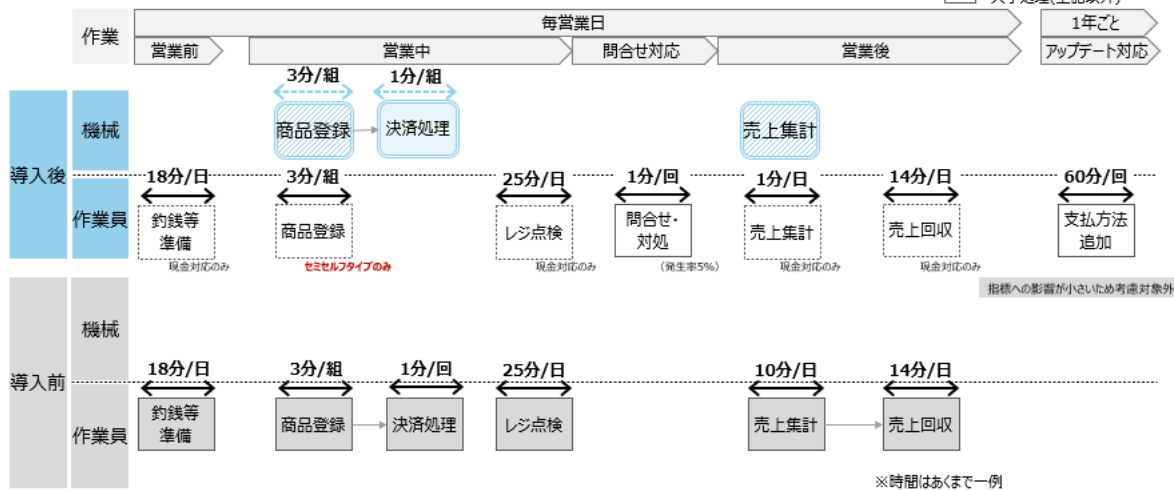 人手処理(上記以外)
作業
毎営業日
1年ごと
営業前
営業中
問合せ対応
営業後
アップデート対応
3分/組
1分/組
導入後
機械
商品登録
決済処理
売上集計
18分/日
3分/組
25分/日
1分/回
1分/日
14分/日
60分/回
作業員
釣銭等
準備
商品登録
レジ点検
問合せ・
対処
売上集計
売上回収
支払方法
追加
現金対応のみ
セミセルフタイプのみ
現金対応のみ
(発生率5%)
現金対応のみ
現金対応のみ
指標への影響が小さいため考慮対象外
導入前
機械
18分/日
3分/組
1分/回
25分/日
10分/日
14分/日
作業員
釣銭等
準備
商品登録
決済処理
レジ点検
売上集計
売上回収
※時間はあくまで一例